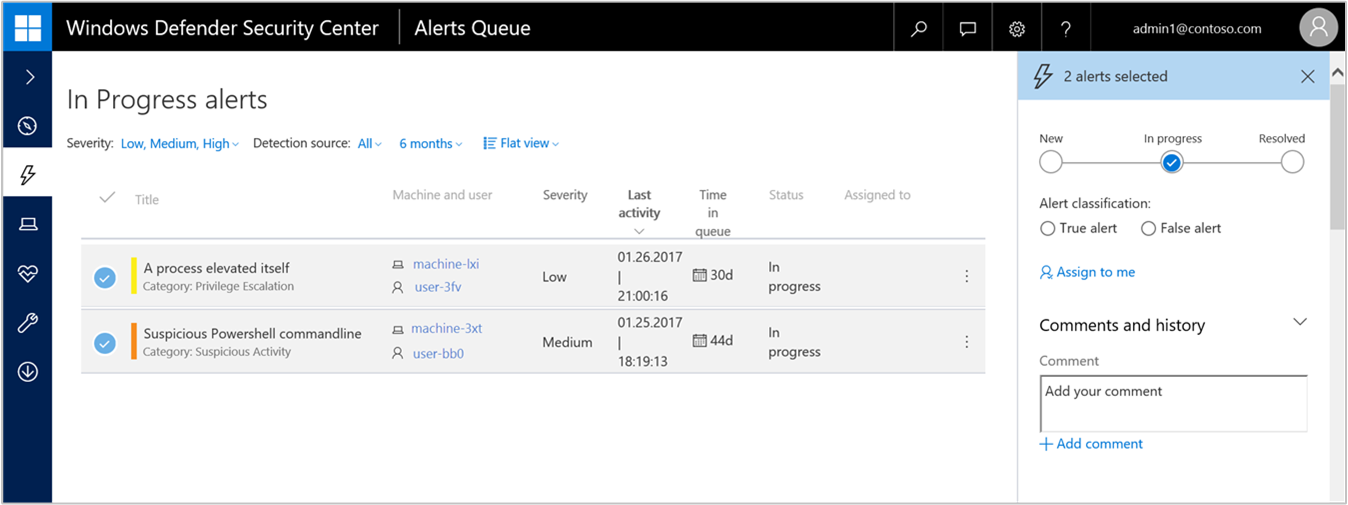 Windows Defender Security Center
Alerts Queue
?
admin1@contoso.com
In Progress alerts
Severity: Low, Medium, High
Detection source: All
6 months
Flat view
Title
Machine and user
Severity
Last
activity
Time
in
queue
Status
Assigned to
A process elevated itself
Category: Privilege Escalation
machine-lxi
user-3fv
Low
01.26.2017
|
21:00:16
30d
In
progress
Suspicious Powershell commandline
Category: Suspicious Activity
machine-3xt
user-bb0
Medium
01.25.2017
|
18:19:13
44d
In
progress
2 alerts selected
New
In progress
Resolved
Alert classification:
True alert
False alert
Assign to me
Comments and history
Comment
Add your comment
Add comment